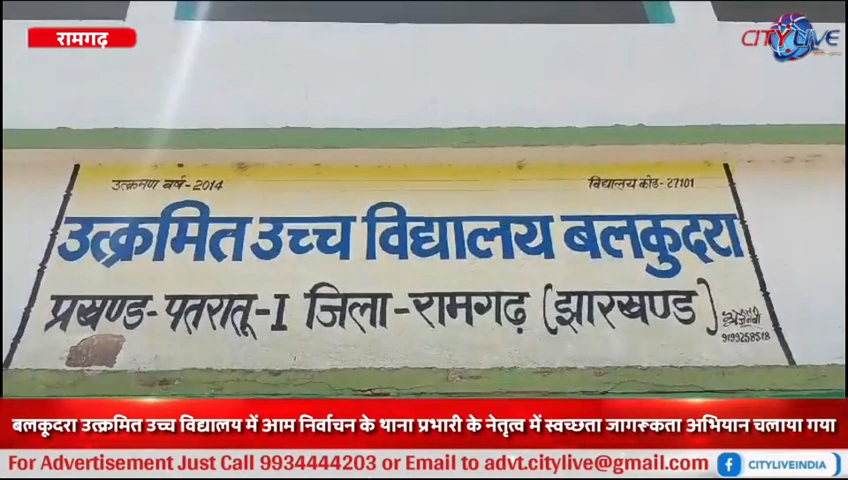 रामगढ़
CITY LIVE
उत्क्रमण वर्ष-2014
विद्यालय कोड-27101
उत्क्रमित उच्च विद्यालय बलकुदरा
प्रखण्ड-पतरातू-I जिला-रामगढ़ (झारखण्ड)
9199258518
बलकूदरा उत्क्रमित उच्च विद्यालय में आम निर्वाचन के थाना प्रभारी के नेतृत्व में स्वच्छता जागरूकता अभियान चलाया गया
For Advertisement Just Call 9934444203 or Email to advt.citylive@gmail.com
CITYLIVEINDIA